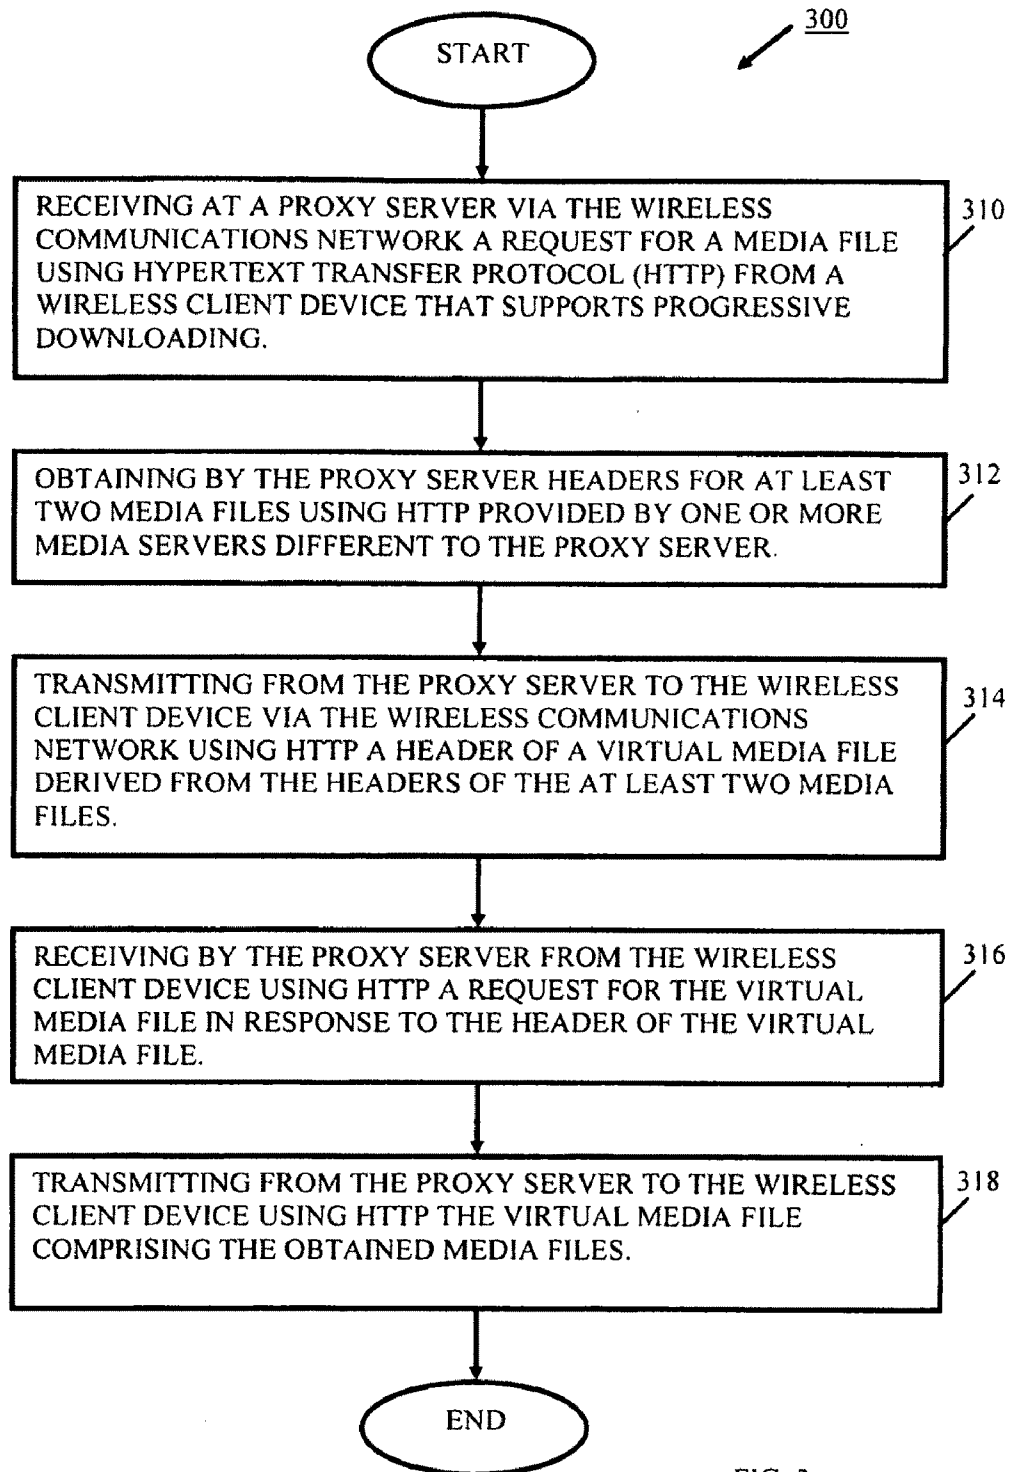 300
START
RECEIVING AT A PROXY SERVER VIA THE WIRELESS
COMMUNICATIONS NETWORK A REQUEST FOR A MEDIA FILE
USING HYPERTEXT TRANSFER PROTOCOL (HTTP) FROM A
WIRELESS CLIENT DEVICE THAT SUPPORTS PROGRESSIVE
DOWNLOADING.
310
OBTAINING BY THE PROXY SERVER HEADERS FOR AT LEAST
TWO MEDIA FILES USING HTTP PROVIDED BY ONE OR MORE
MEDIA SERVERS DIFFERENT TO THE PROXY SERVER.
312
TRANSMITTING FROM THE PROXY SERVER TO THE WIRELESS
CLIENT DEVICE VIA THE WIRELESS COMMUNICATIONS
NETWORK USING HTTP A HEADER OF A VIRTUAL MEDIA FILE
DERIVED FROM THE HEADERS OF THE AT LEAST TWO MEDIA
FILES.
314
RECEIVING BY THE PROXY SERVER FROM THE WIRELESS
CLIENT DEVICE USING HTTP A REQUEST FOR THE VIRTUAL
MEDIA FILE IN RESPONSE TO THE HEADER OF THE VIRTUAL
MEDIA FILE.
316
TRANSMITTING FROM THE PROXY SERVER TO THE WIRELESS
CLIENT DEVICE USING HTTP THE VIRTUAL MEDIA FILE
COMPRISING THE OBTAINED MEDIA FILES.
318
END